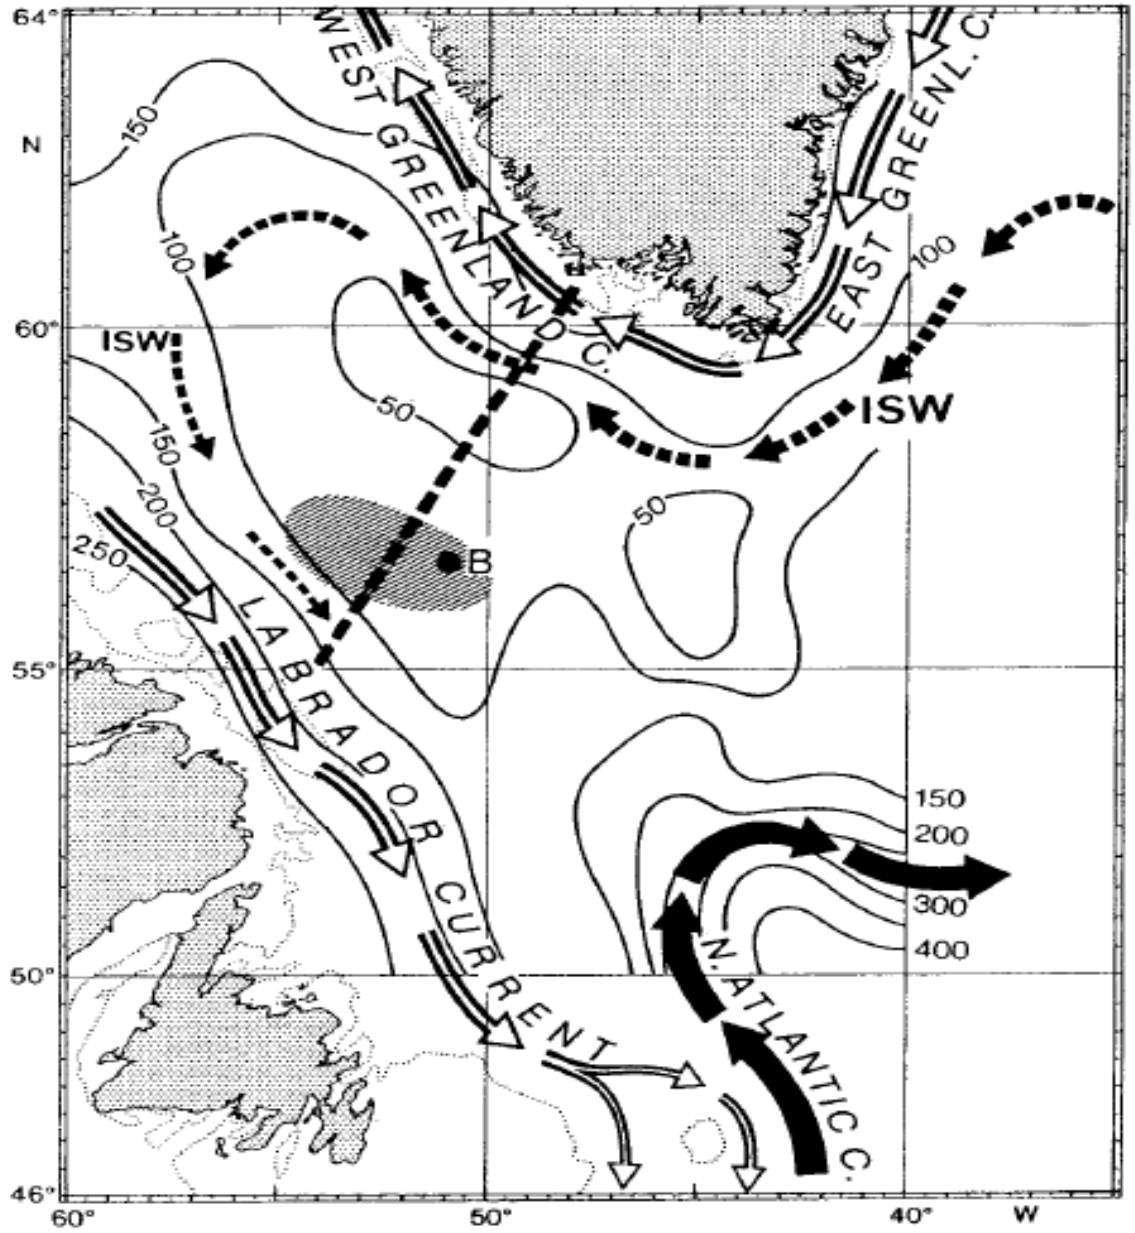 64°
N
60°
55°
50°
46°
60°
50°
40°
W
WEST GREENLAND C.
EAST GREENL. C.
150
100
100
ISW
ISW
50
50
150
200
250
B
LABRADOR CURRENT
150
200
300
400
N. ATLANTIC C.